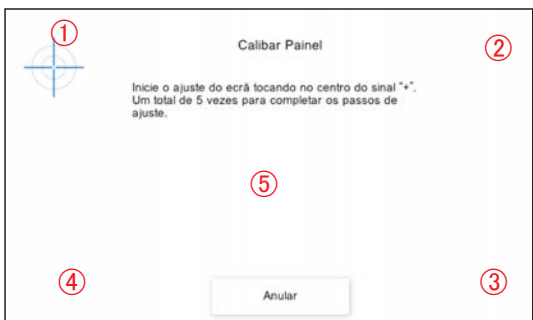 ①
Calibar Painel
②
Inicie o ajuste do ecrã tocando no centro do sinal "+".
Um total de 5 vezes para completar os passos de
ajuste.
⑤
④
③
Anular